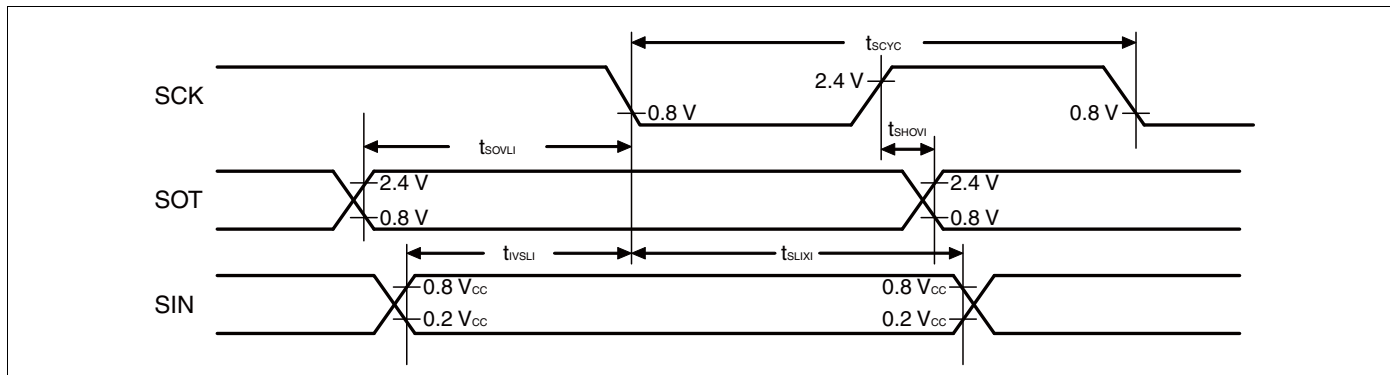 tSCYC
SCK
2.4 V
0.8 V
0.8 V
tSHOVI
tSOVLI
SOT
2.4 V
2.4 V
0.8 V
0.8 V
tIVSLI
tSLIXI
SIN
0.8 VCC
0.8 VCC
0.2 VCC
0.2 VCC